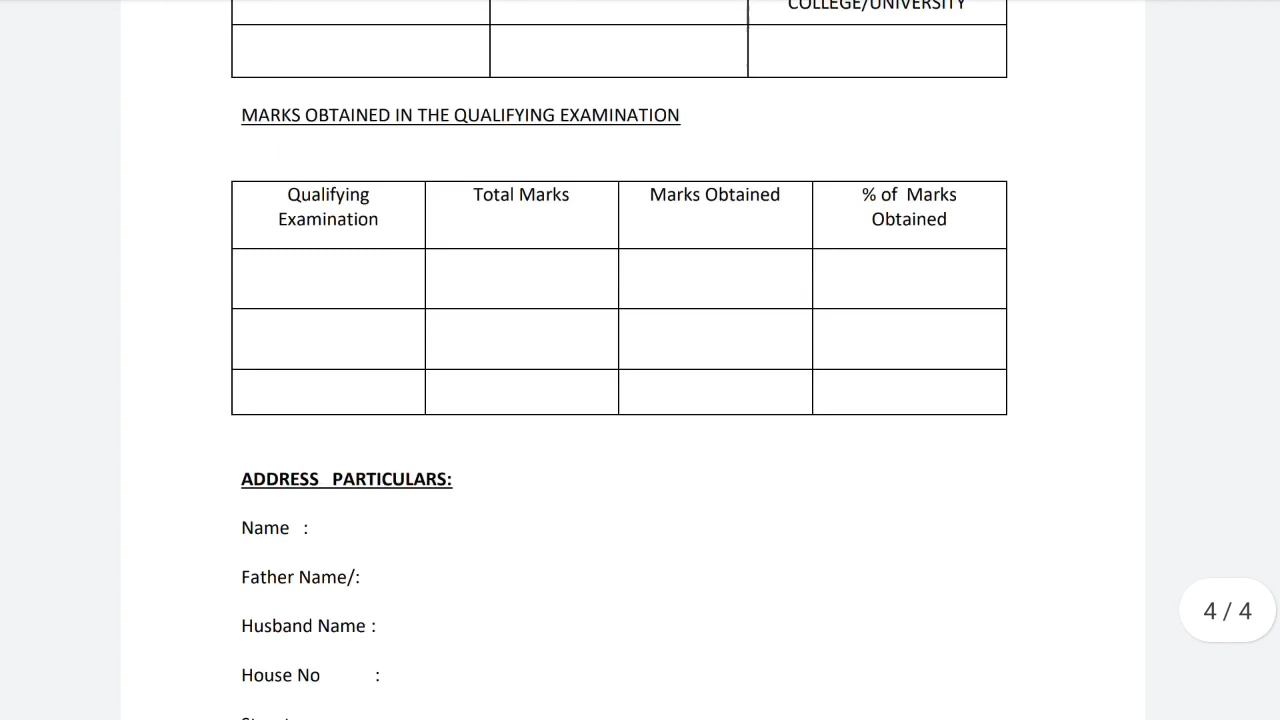 COLLEGE/UNIVERSITY
MARKS OBTAINED IN THE QUALIFYING EXAMINATION
Qualifying Examination
Total Marks
Marks Obtained
% of Marks Obtained
ADDRESS PARTICULARS:
Name :
Father Name/:
Husband Name :
House No :
4 / 4